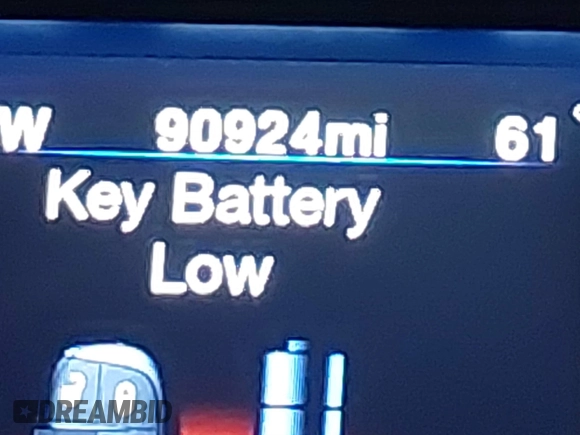 W 90924mi 61°
Key Battery
Low
DREAMBID